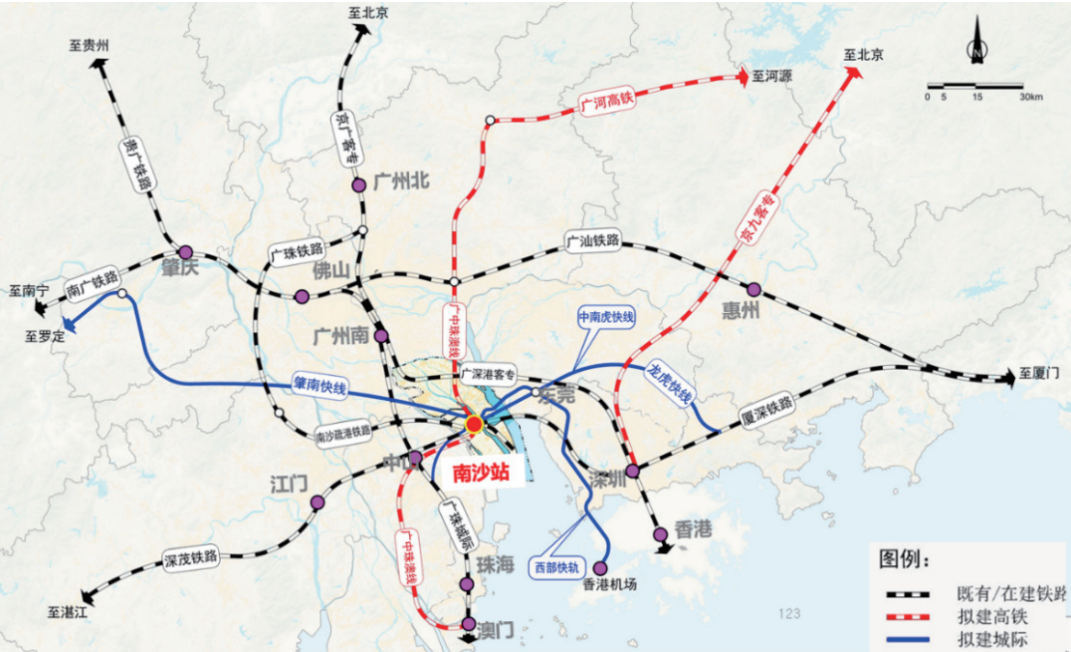 至北京
至贵州
至北京
N
至河源
广河高铁
0 5 15 30km
京广客专
贵广铁路
广州北
京九客专
广珠铁路
广汕铁路
肇庆
佛山
南广铁路
至南宁
惠州
中南虎快线
至罗定
广州南
广中珠澳线
至厦门
广深港客专
龙虎快线
肇南快线
东莞
厦深铁路
南沙疏港铁路
中山
南沙站
深圳
江门
广珠城际
香港
深茂铁路
广中珠澳线
珠海
西部快轨
香港机场
图例：
既有/在建铁路
至湛江
123
拟建高铁
澳门
拟建城际